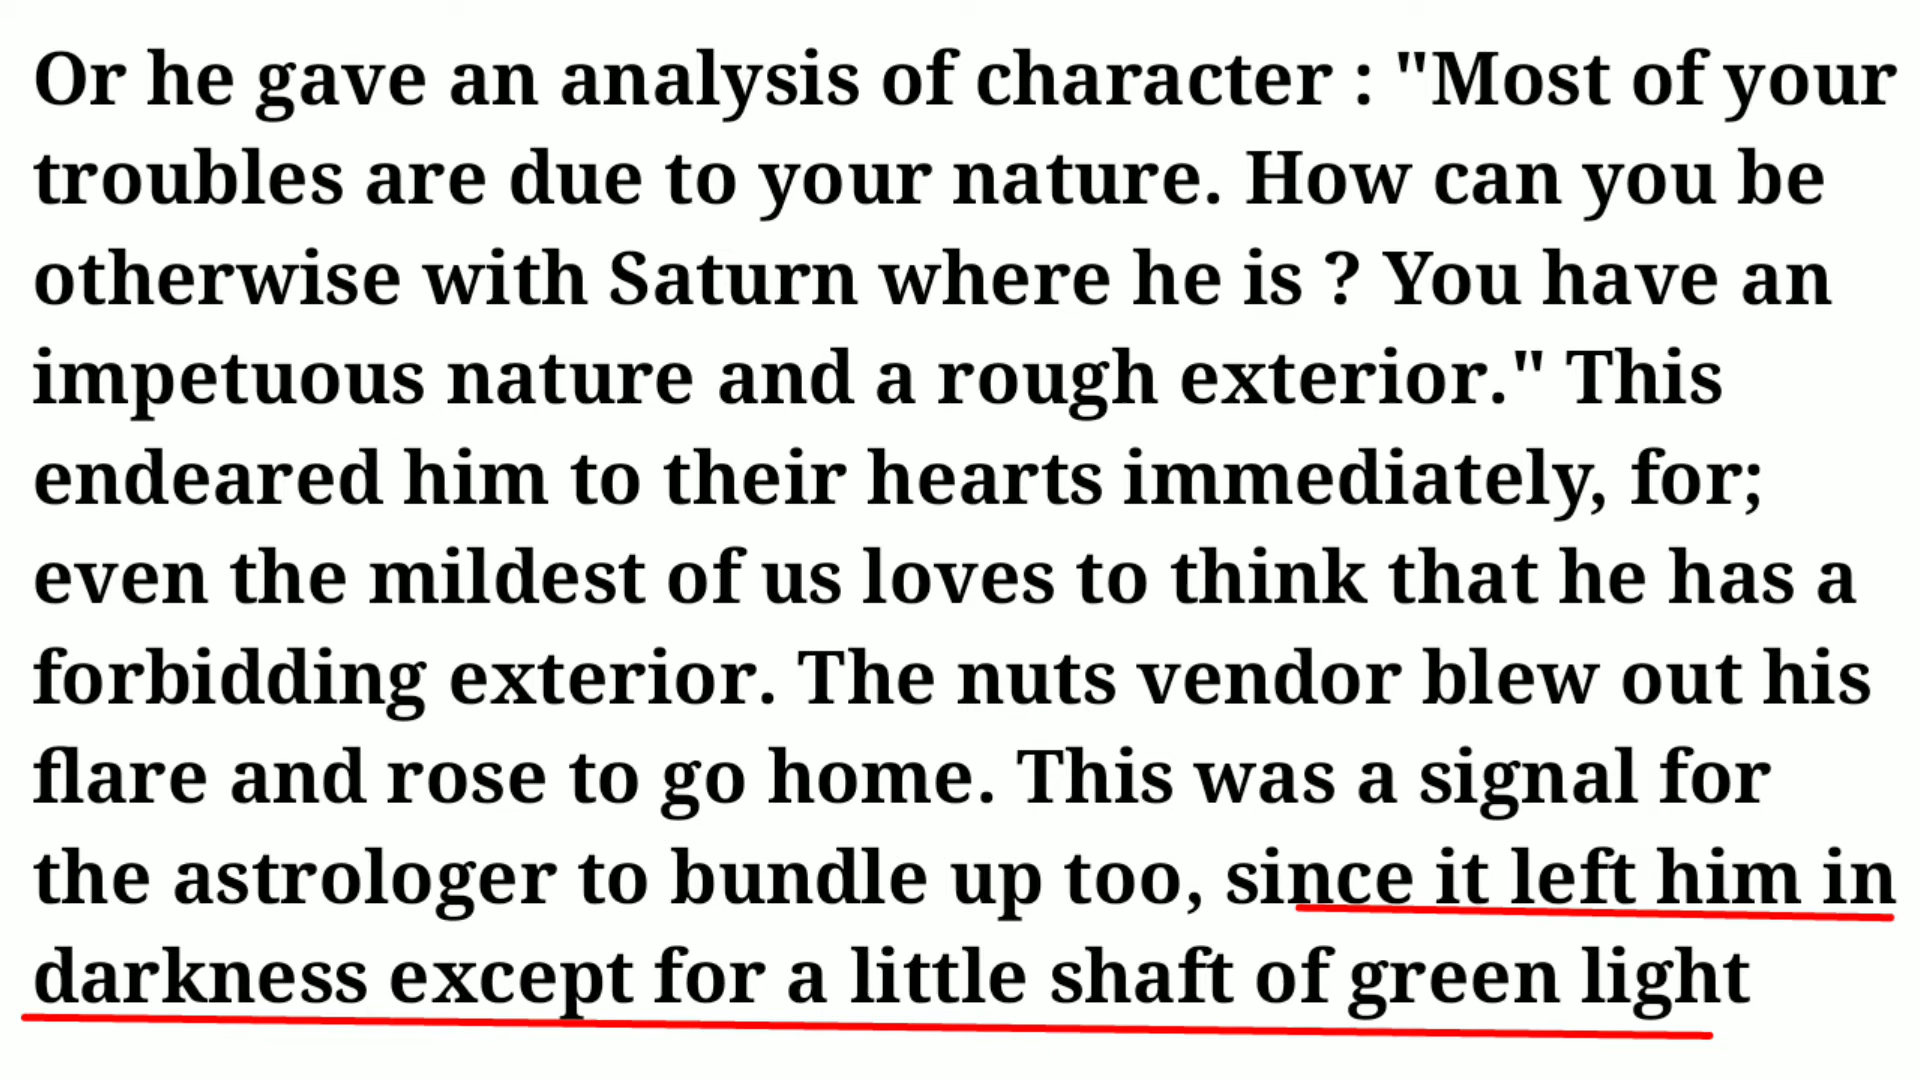 Or he gave an analysis of character : "Most of your
troubles are due to your nature. How can you be
otherwise with Saturn where he is ? You have an
impetuous nature and a rough exterior." This
endeared him to their hearts immediately, for;
even the mildest of us loves to think that he has a
forbidding exterior. The nuts vendor blew out his
flare and rose to go home. This was a signal for
the astrologer to bundle up too, since it left him in
darkness except for a little shaft of green light